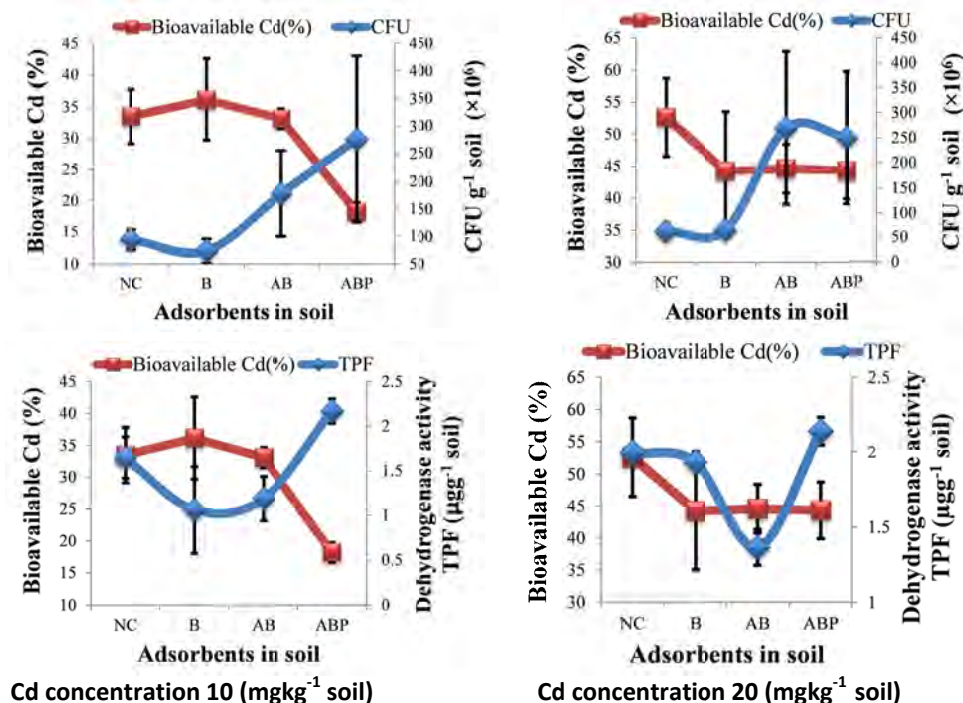 Bioavailable Cd(%) CFU
Bioavailable Cd (%)
45
40
35
30
25
20
15
10
450
400
350
300
250
200
150
100
50
CFU g⁻¹ soil (×10⁶)
NC B AB ABP
Adsorbents in soil
Bioavailable Cd(%) CFU
Bioavailable Cd (%)
65
60
55
50
45
40
35
30
450
400
350
300
250
200
150
100
50
0
CFU g⁻¹ soil (×10⁶)
NC B AB ABP
Adsorbents in soil
Bioavailable Cd(%) TPF
Bioavailable Cd (%)
45
40
35
30
25
20
15
10
2.5
2
1.5
1
0.5
0
Dehydrogenase activity
TPF (µgg⁻¹ soil)
NC B AB ABP
Adsorbents in soil
Bioavailable Cd(%) TPF
Bioavailable Cd (%)
65
60
55
50
45
40
35
30
2.5
2
1.5
1
Dehydrogenase activity
TPF (µgg⁻¹ soil)
NC B AB ABP
Adsorbents in soil
Cd concentration 10 (mgkg⁻¹ soil)
Cd concentration 20 (mgkg⁻¹ soil)